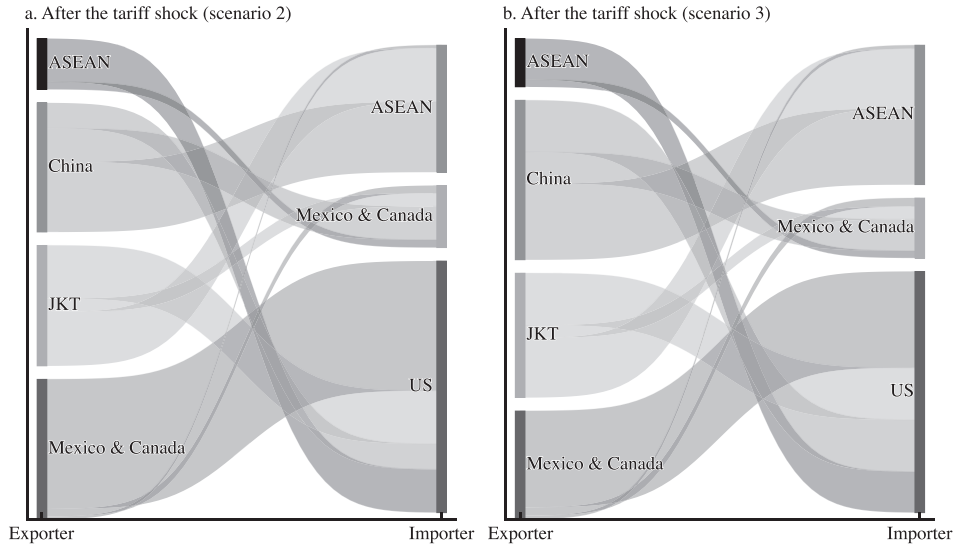 a. After the tariff shock (scenario 2)
ASEAN
China
JKT
Mexico & Canada
ASEAN
Mexico & Canada
US
Exporter
Importer
b. After the tariff shock (scenario 3)
ASEAN
China
JKT
Mexico & Canada
ASEAN
Mexico & Canada
US
Exporter
Importer